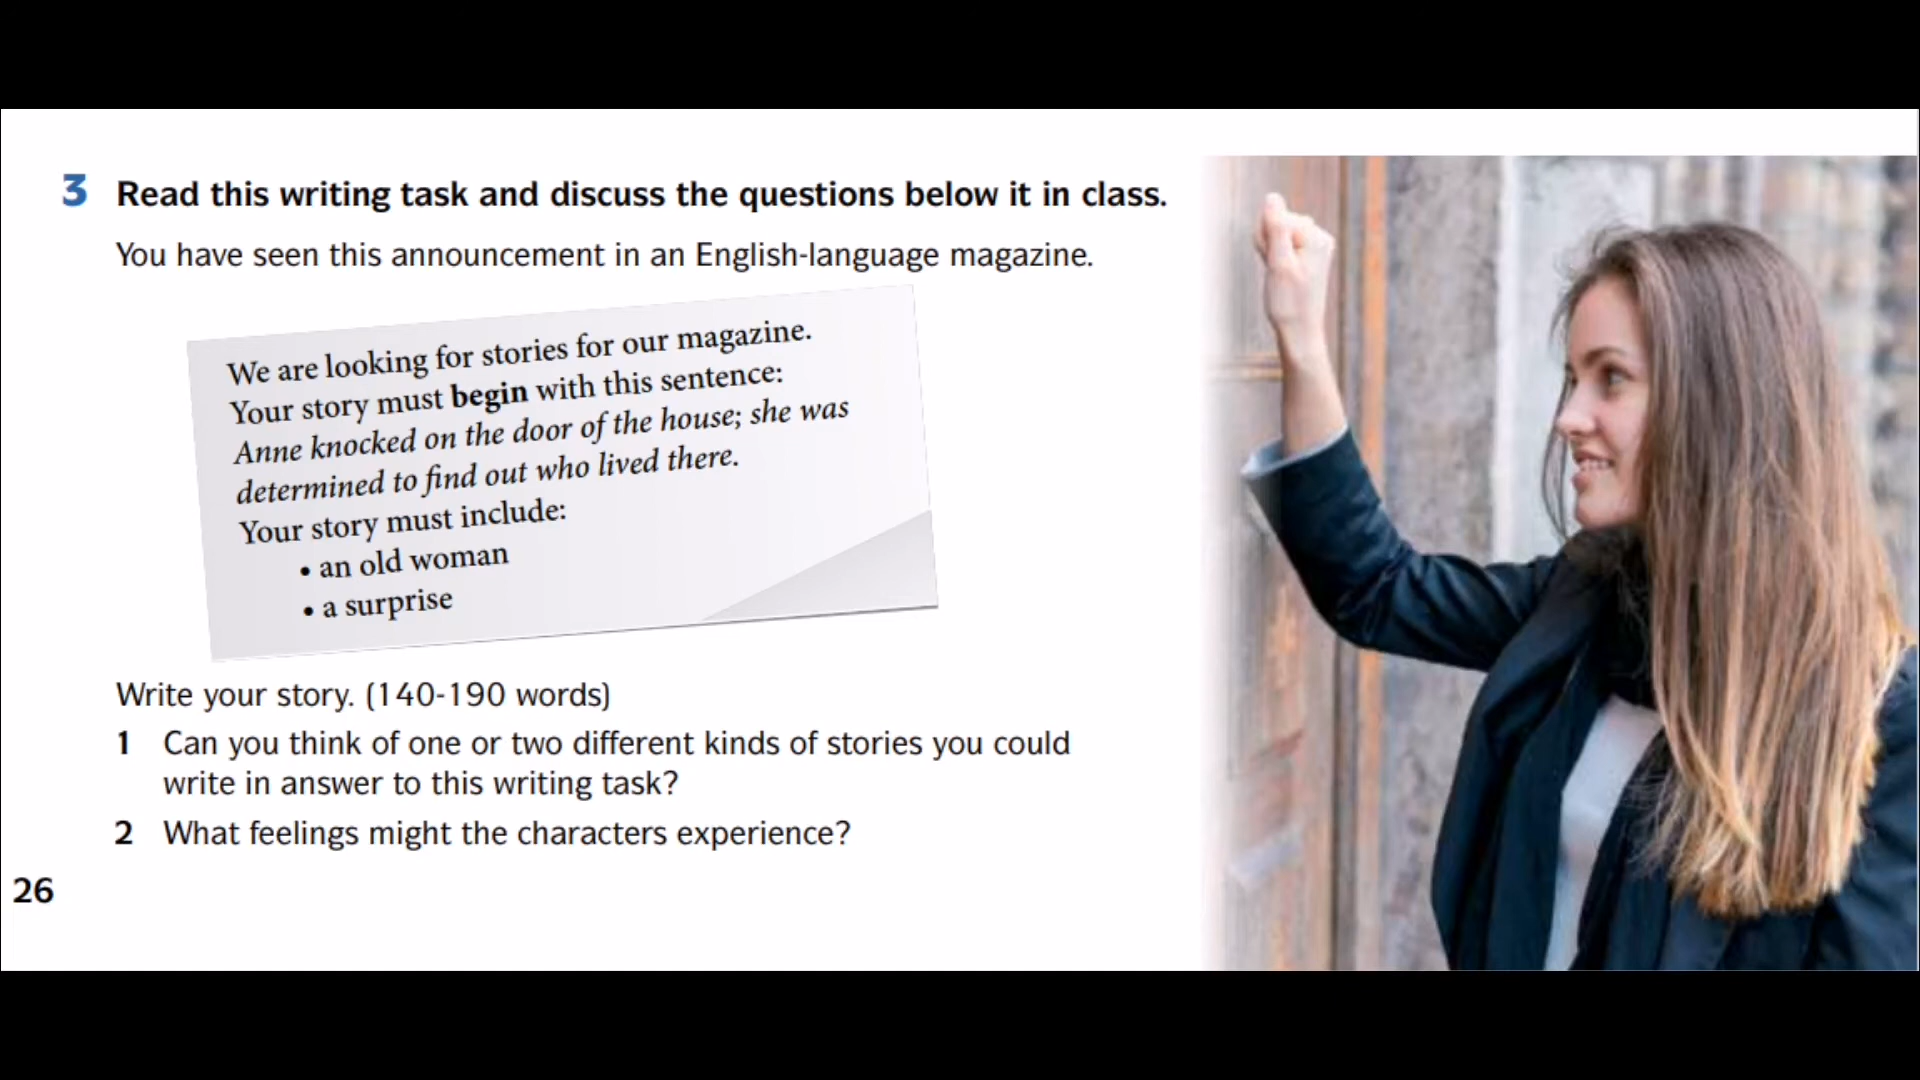 3 Read this writing task and discuss the questions below it in class.
You have seen this announcement in an English-language magazine.
We are looking for stories for our magazine.
Your story must begin with this sentence:
Anne knocked on the door of the house; she was
determined to find out who lived there.
Your story must include:
• an old woman
• a surprise
Write your story. (140-190 words)
1 Can you think of one or two different kinds of stories you could
write in answer to this writing task?
2 What feelings might the characters experience?
26